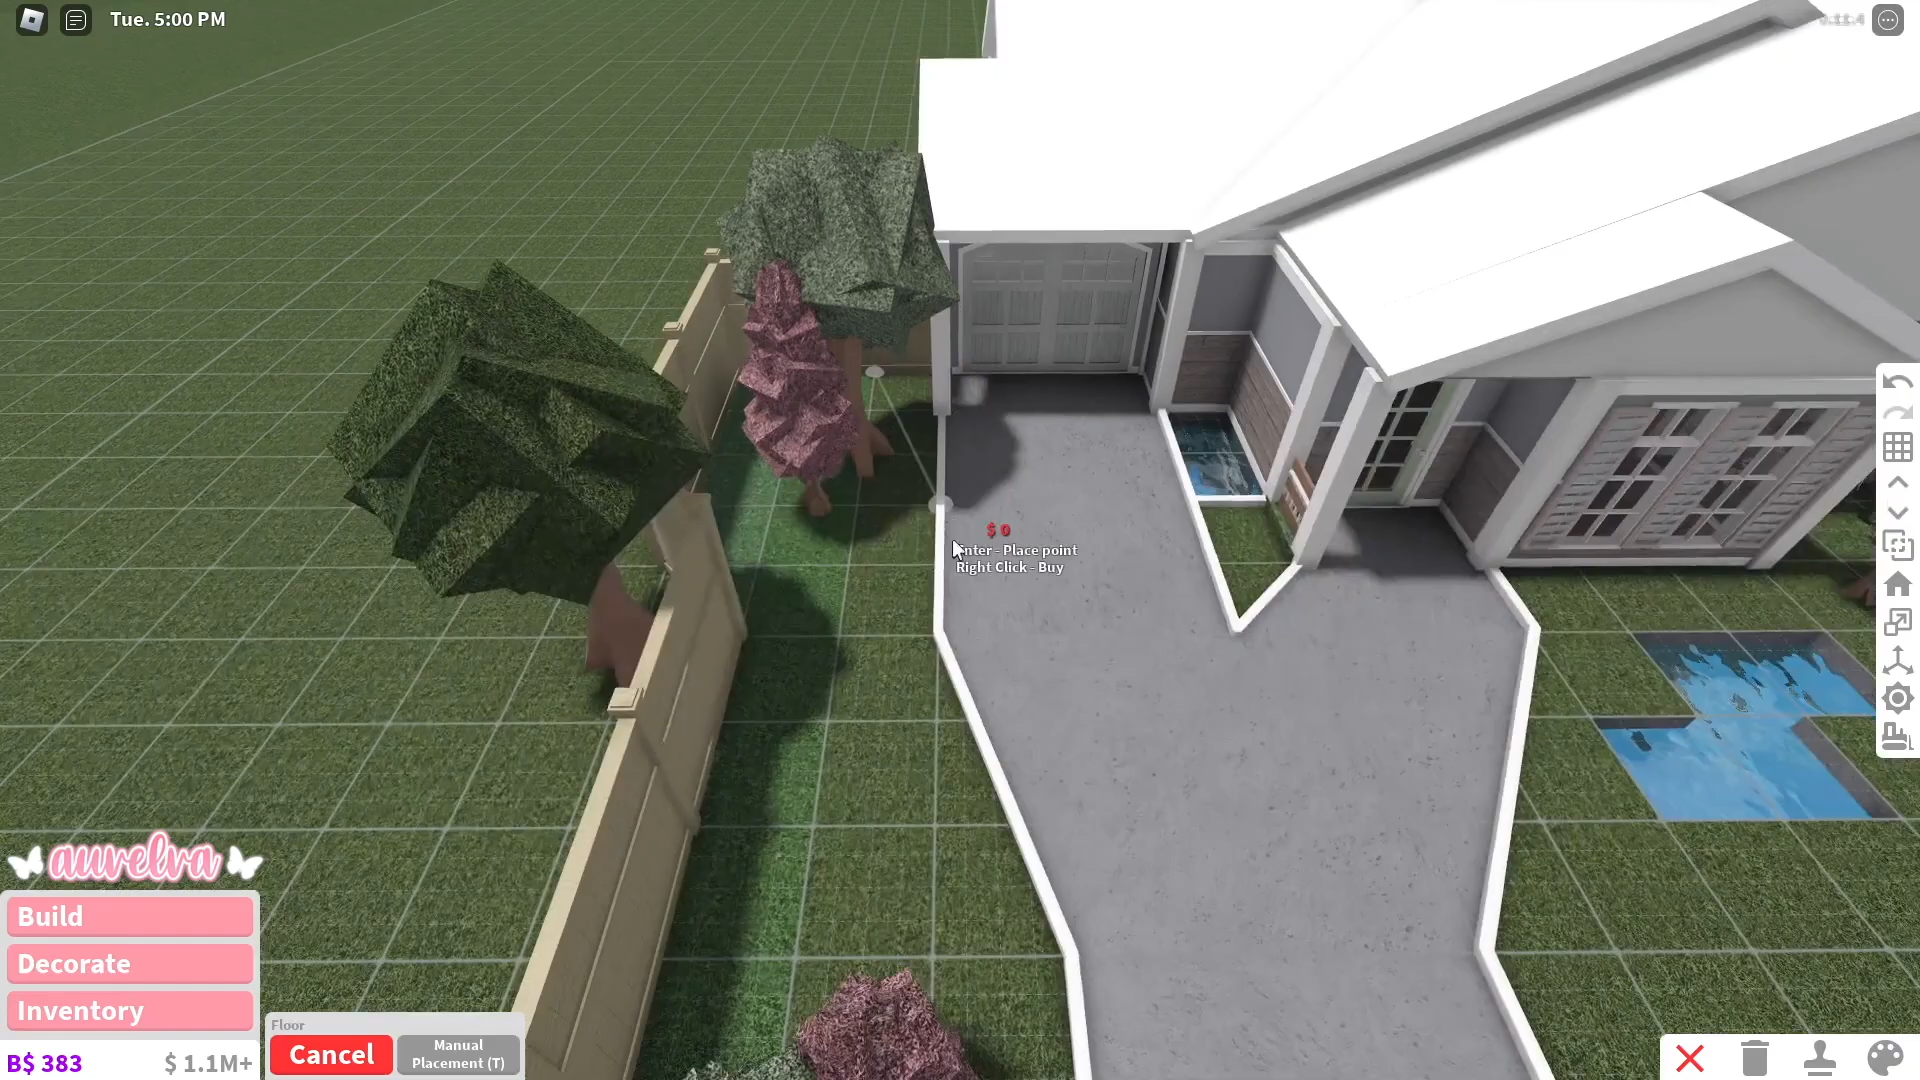 Tue. 5:00 PM
$ 0
Enter - Place point
Right Click - Buy
aurelva
Build
Decorate
Inventory
B$ 383
$ 1.1M+
Floor
Cancel
Manual
Placement (T)